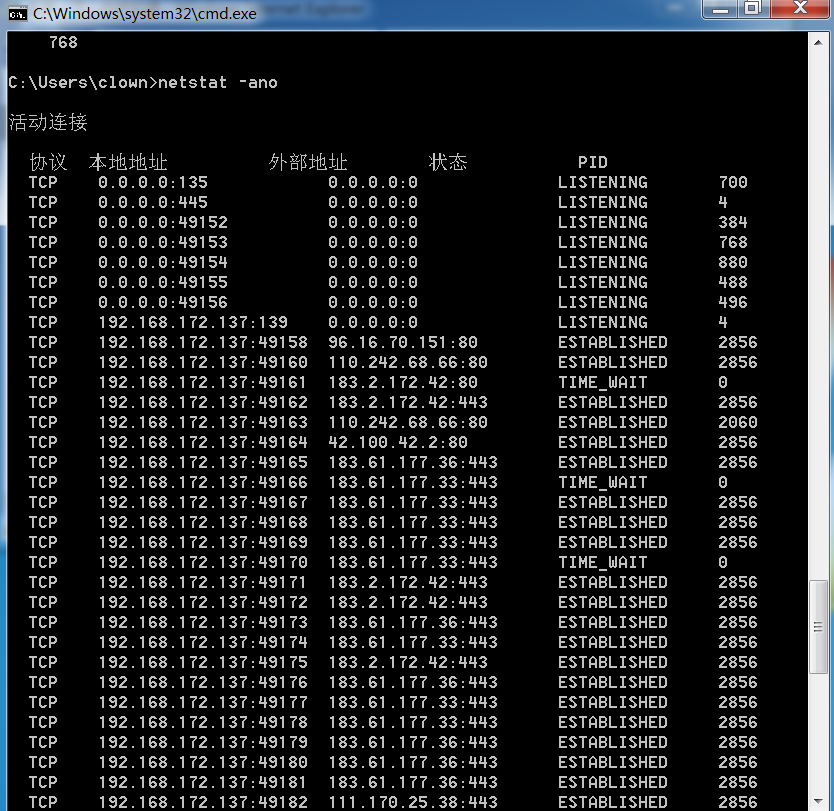 C:\Windows\system32\cmd.exe
768
C:\Users\clown>netstat -ano
活动连接
协议 本地地址 外部地址 状态 PID
TCP 0.0.0.0:135 0.0.0.0:0 LISTENING 700
TCP 0.0.0.0:445 0.0.0.0:0 LISTENING 4
TCP 0.0.0.0:49152 0.0.0.0:0 LISTENING 384
TCP 0.0.0.0:49153 0.0.0.0:0 LISTENING 768
TCP 0.0.0.0:49154 0.0.0.0:0 LISTENING 880
TCP 0.0.0.0:49155 0.0.0.0:0 LISTENING 488
TCP 0.0.0.0:49156 0.0.0.0:0 LISTENING 496
TCP 192.168.172.137:139 0.0.0.0:0 LISTENING 4
TCP 192.168.172.137:49158 96.16.70.151:80 ESTABLISHED 2856
TCP 192.168.172.137:49160 110.242.68.66:80 ESTABLISHED 2856
TCP 192.168.172.137:49161 183.2.172.42:80 TIME_WAIT 0
TCP 192.168.172.137:49162 183.2.172.42:443 ESTABLISHED 2856
TCP 192.168.172.137:49163 110.242.68.66:80 ESTABLISHED 2060
TCP 192.168.172.137:49164 42.100.42.2:80 ESTABLISHED 2856
TCP 192.168.172.137:49165 183.61.177.36:443 ESTABLISHED 2856
TCP 192.168.172.137:49166 183.61.177.33:443 TIME_WAIT 0
TCP 192.168.172.137:49167 183.61.177.33:443 ESTABLISHED 2856
TCP 192.168.172.137:49168 183.61.177.33:443 ESTABLISHED 2856
TCP 192.168.172.137:49169 183.61.177.33:443 ESTABLISHED 2856
TCP 192.168.172.137:49170 183.61.177.33:443 TIME_WAIT 0
TCP 192.168.172.137:49171 183.2.172.42:443 ESTABLISHED 2856
TCP 192.168.172.137:49172 183.2.172.42:443 ESTABLISHED 2856
TCP 192.168.172.137:49173 183.61.177.36:443 ESTABLISHED 2856
TCP 192.168.172.137:49174 183.61.177.33:443 ESTABLISHED 2856
TCP 192.168.172.137:49175 183.2.172.42:443 ESTABLISHED 2856
TCP 192.168.172.137:49176 183.61.177.36:443 ESTABLISHED 2856
TCP 192.168.172.137:49177 183.61.177.33:443 ESTABLISHED 2856
TCP 192.168.172.137:49178 183.61.177.33:443 ESTABLISHED 2856
TCP 192.168.172.137:49179 183.61.177.36:443 ESTABLISHED 2856
TCP 192.168.172.137:49180 183.61.177.33:443 ESTABLISHED 2856
TCP 192.168.172.137:49181 183.61.177.36:443 ESTABLISHED 2856
TCP 192.168.172.137:49182 111.170.25.38:443 ESTABLISHED 2856